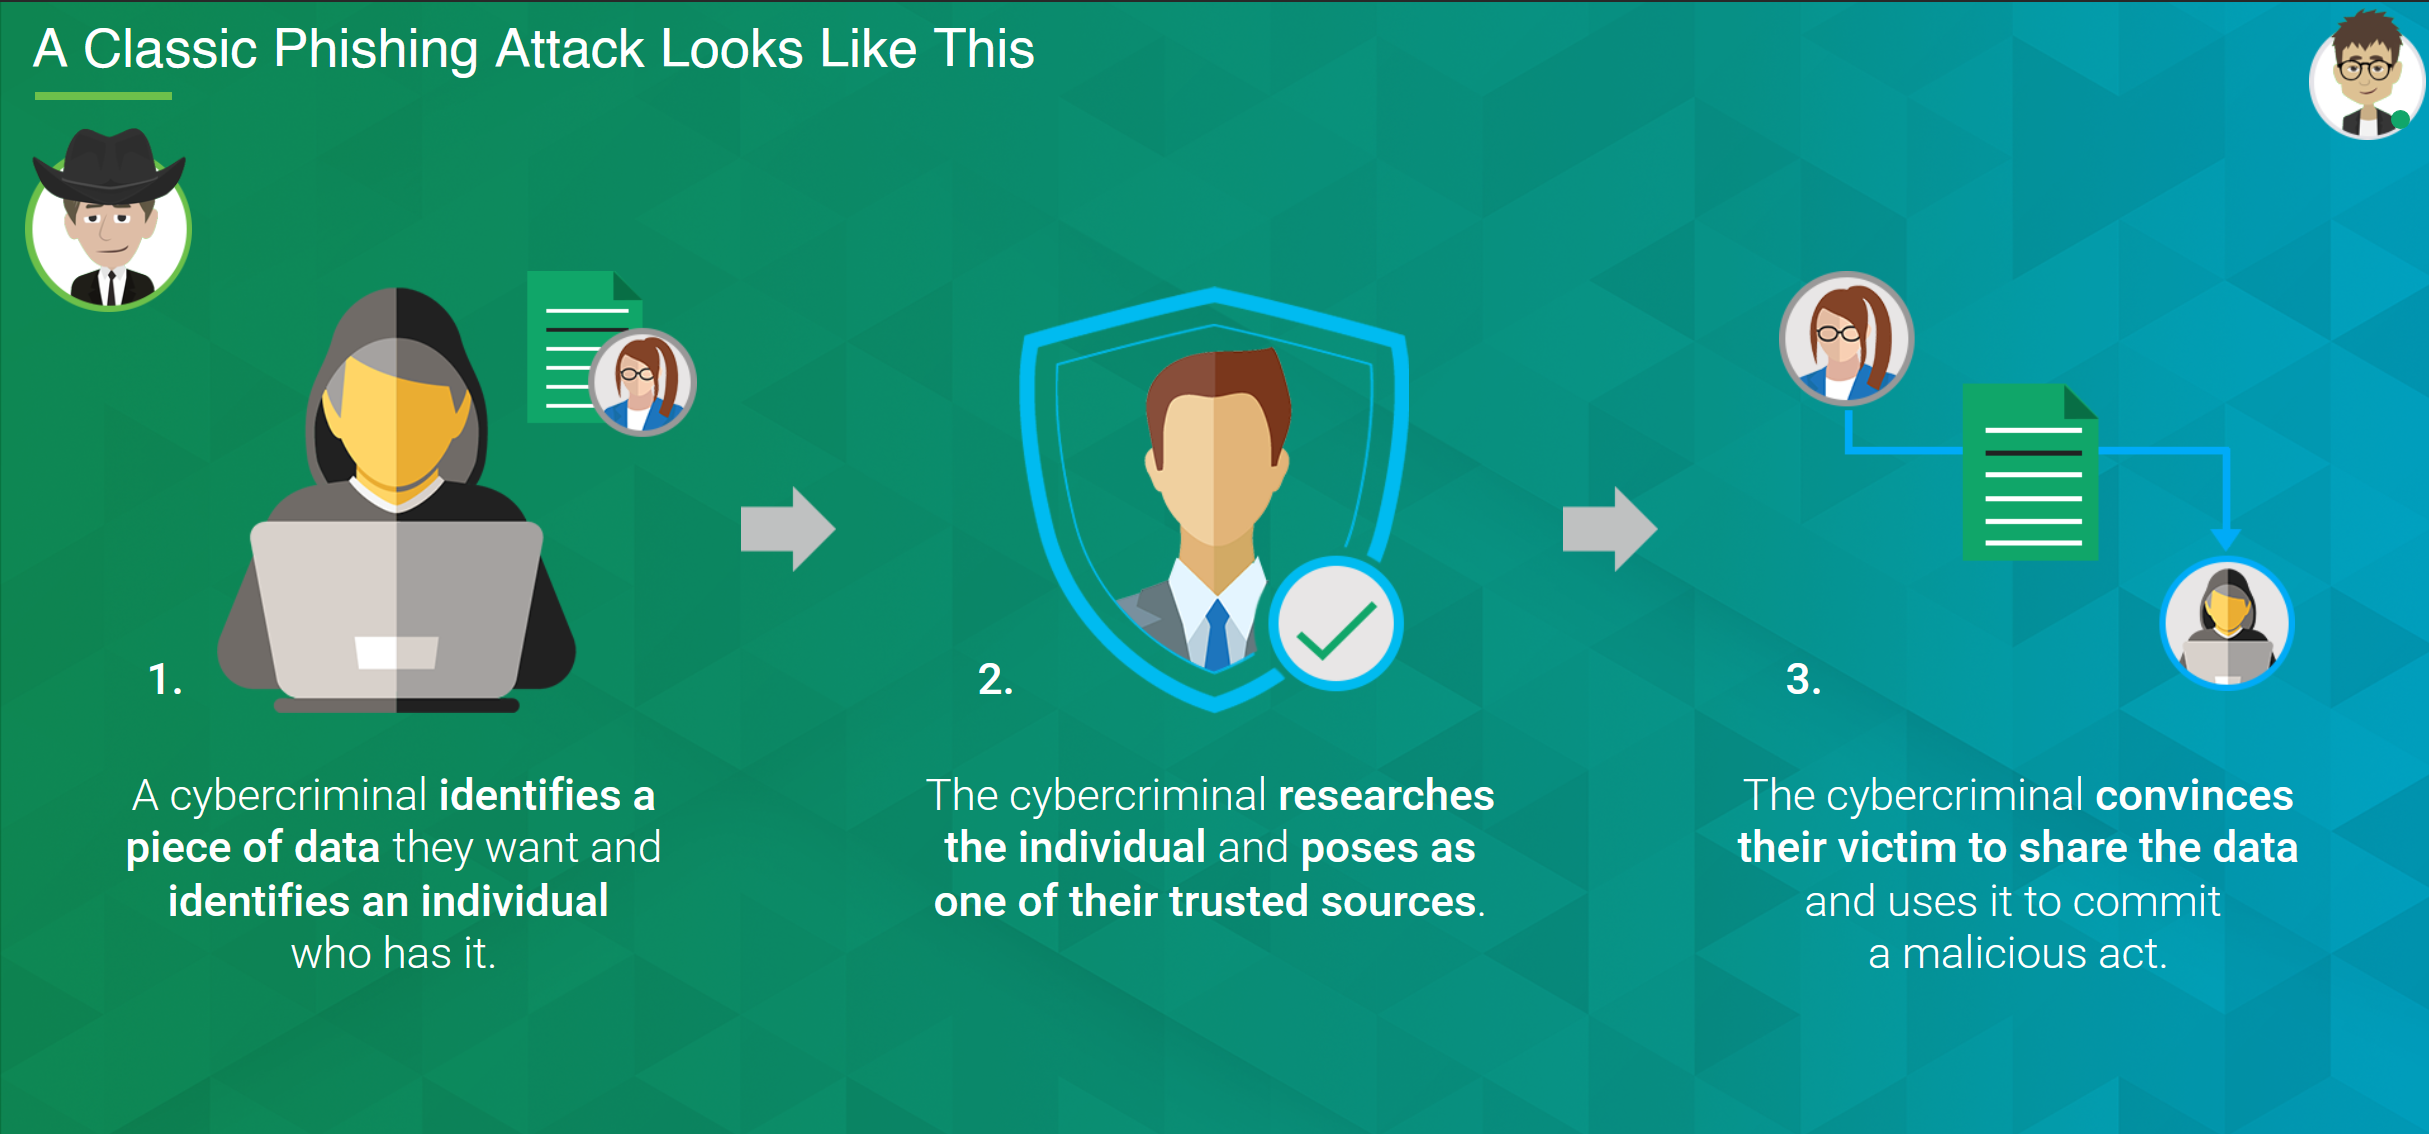 A Classic Phishing Attack Looks Like This
1.
A cybercriminal identifies a
piece of data they want and
identifies an individual
who has it.
2.
The cybercriminal researches
the individual and poses as
one of their trusted sources.
3.
The cybercriminal convinces
their victim to share the data
and uses it to commit
a malicious act.